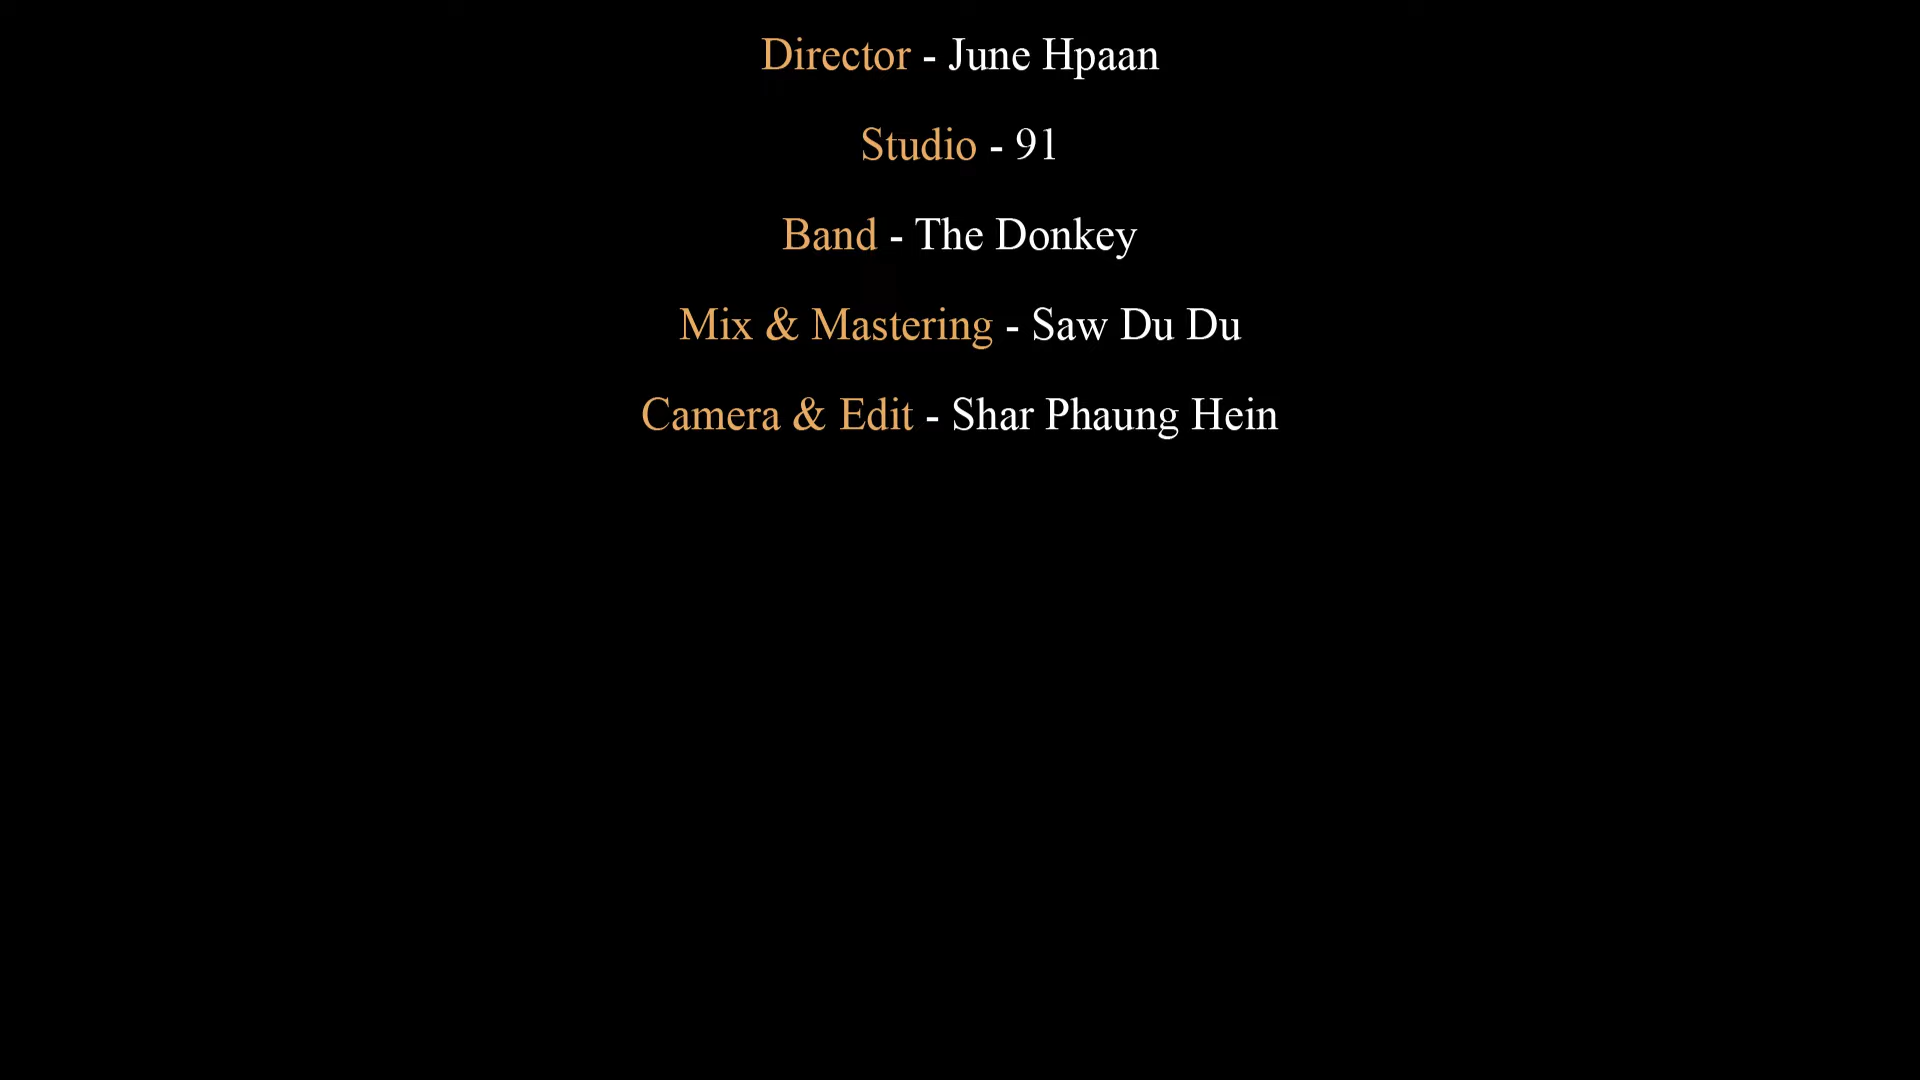 Director - June Hpaan
Studio - 91
Band - The Donkey
Mix & Mastering - Saw Du Du
Camera & Edit - Shar Phaung Hein